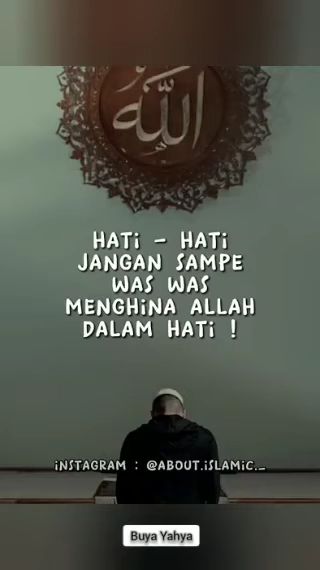 الله
HATI - HATI
JANGAN SAMPE
WAS WAS
MENGHINA ALLAH
DALAM HATI !
INSTAGRAM : @ABOUT.ISLAMIC._
Buya Yahya